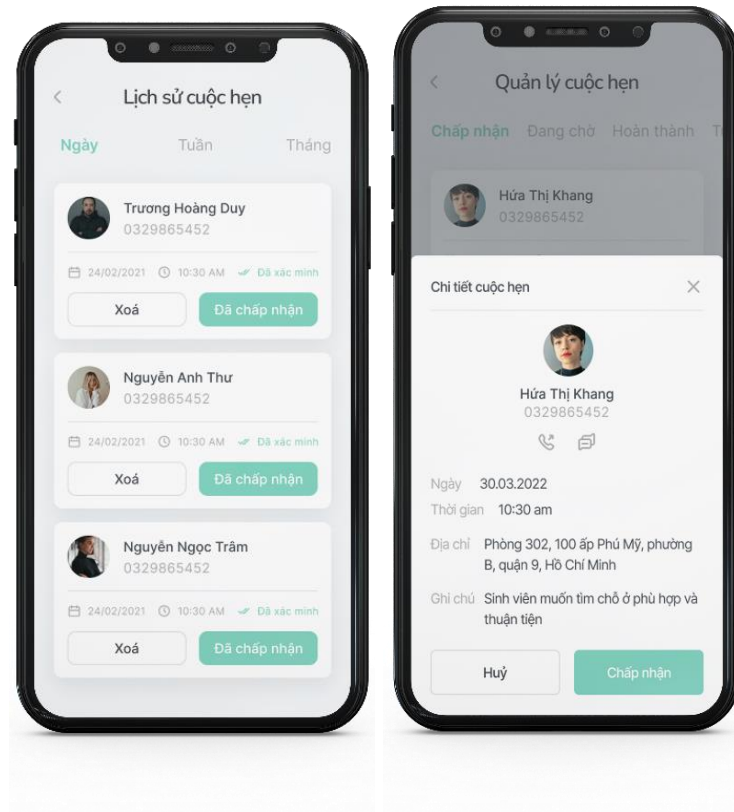 Lịch sử cuộc hẹn
Ngày Tuần Tháng
Trương Hoàng Duy
0329865452
24/02/2021 10:30 AM Đã xác minh
Xoá Đã chấp nhận
Nguyễn Anh Thư
0329865452
24/02/2021 10:30 AM Đã xác minh
Xoá Đã chấp nhận
Nguyễn Ngọc Trâm
0329865452
24/02/2021 10:30 AM Đã xác minh
Xoá Đã chấp nhận
Quản lý cuộc hẹn
Chấp nhận Đang chờ Hoàn thành
Hứa Thị Khang
0329865452
Chi tiết cuộc hẹn
Hứa Thị Khang
0329865452
Ngày 30.03.2022
Thời gian 10:30 am
Địa chỉ Phòng 302, 100 ấp Phú Mỹ, phường
B, quận 9, Hồ Chí Minh
Ghi chú Sinh viên muốn tìm chỗ ở phù hợp và
thuận tiện
Huỷ Chấp nhận